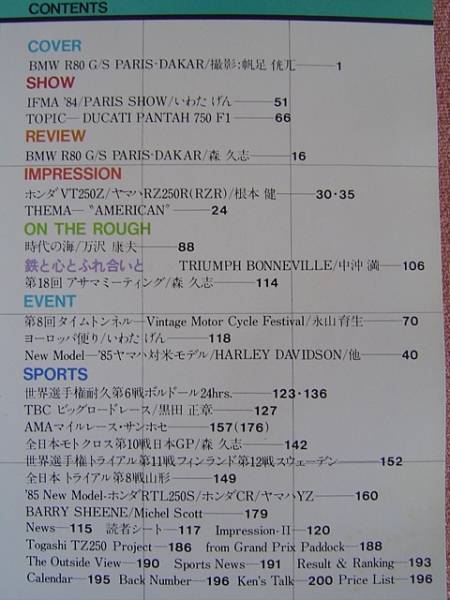 CONTENTS
COVER
BMW R80 G/S PARIS-DAKAR/撮影:帆足 侊兀——1
SHOW
IFMA '84/PARIS SHOW/いわた げん——51
TOPIC— DUCATI PANTAH 750 F1——66
REVIEW
BMW R80 G/S PARIS-DAKAR/森 久志——16
IMPRESSION
ホンダVT250Z/ヤマハRZ250R(RZR)/根本 健——30・35
THEMA— 〝AMERICAN〞——24
ON THE ROUGH
時代の海/万沢 康夫——88
鉄と心とふれ合いと TRIUMPH BONNEVILLE/中沖 満——106
第18回 アサマミーティング/森 久志——114
EVENT
第8回タイムトンネル—Vintage Motor Cycle Festival/永山育生——70
ヨーロッパ便り/いわた げん——118
New Model—'85ヤマハ対米モデル/HARLEY DAVIDSON/他——40
SPORTS
世界選手権耐久第6戦ボルドール24hrs.——123・136
TBC ビッグロードレース/黒田 正章——127
AMAマイルレース・サンホセ——157(176)
全日本モトクロス第10戦日本GP/森 久志——142
世界選手権トライアル第11戦フィンランド第12戦スウェーデン——152
全日本トライアル第8戦山形——149
'85 New Model-ホンダRTL250S/ホンダCR/ヤマハYZ——160
BARRY SHEENE/Michel Scott——179
News—115 読者シート—117 Impression-II—120
Togashi TZ250 Project—186 from Grand Prix Paddock—188
The Outside View—190 Sports News—191 Result & Ranking—193
Calendar—195 Back Number—196 Ken's Talk—200 Price List—196